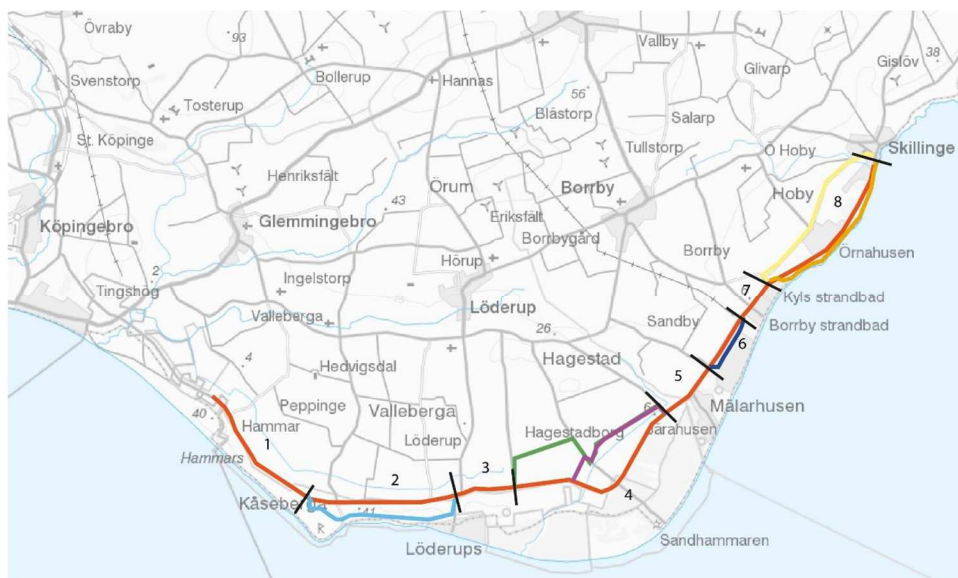 Övraby
93
Vallby
Gislöv
38
Svenstorp
Bollerup
Hannas
Glivarp
Tosterup
56
Blästorp
Salarp
Skillinge
St. Köpinge
Tullstorp
Ö Hoby
Henriksfält
Örum
Borrby
Hoby
8
43
Eriksfält
Köpingebro
Glemmingebro
Borrbygård
Borrby
Örnahusen
Hörup
2
Ingelstorp
7
Kyls strandbad
Tingshög
Löderup
Valleberga
26
Sandby
Borrby strandbad
6
4
Hagestad
Hedvigsdal
5
Peppinge
Valleberga
Mälarhusen
40
Hammar
Löderup
Hagestadborg
1
3
Hammars
2
4
Kåseberga
41
Löderups
Sandhammaren